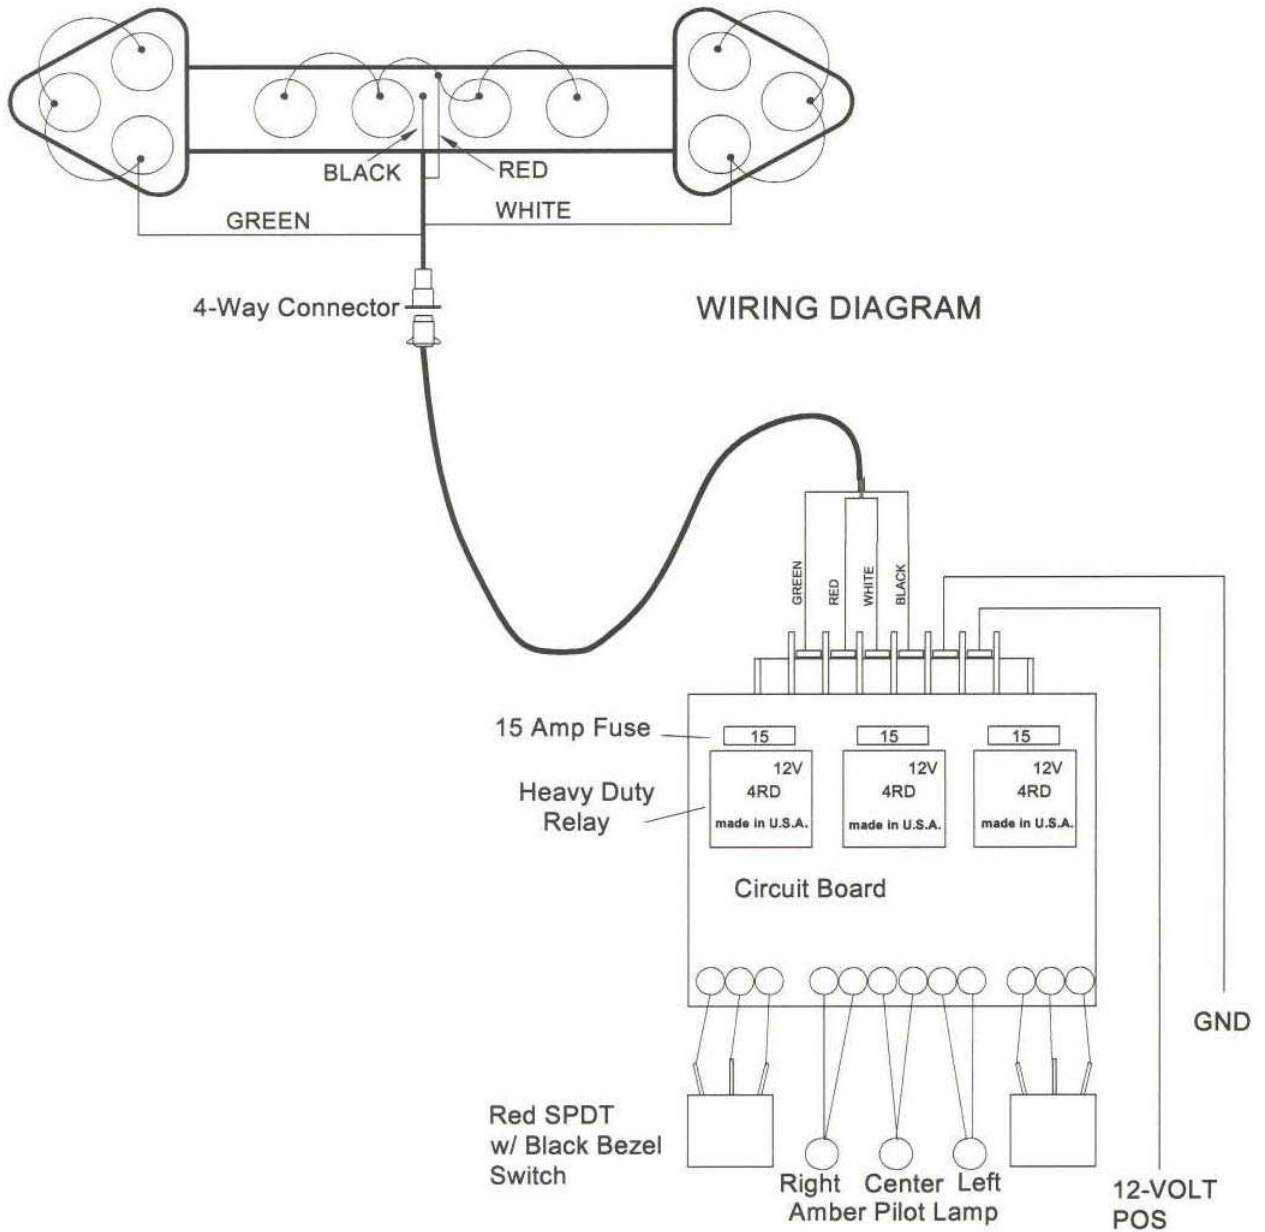 BLACK
RED
GREEN
WHITE
4-Way Connector
WIRING DIAGRAM
GREEN
RED
WHITE
BLACK
15 Amp Fuse
15
15
15
Heavy Duty
Relay
12V
4RD
made in U.S.A.
12V
4RD
made in U.S.A.
12V
4RD
made in U.S.A.
Circuit Board
GND
Red SPDT
w/ Black Bezel
Switch
Right Center Left
Amber Pilot Lamp
12-VOLT
POS